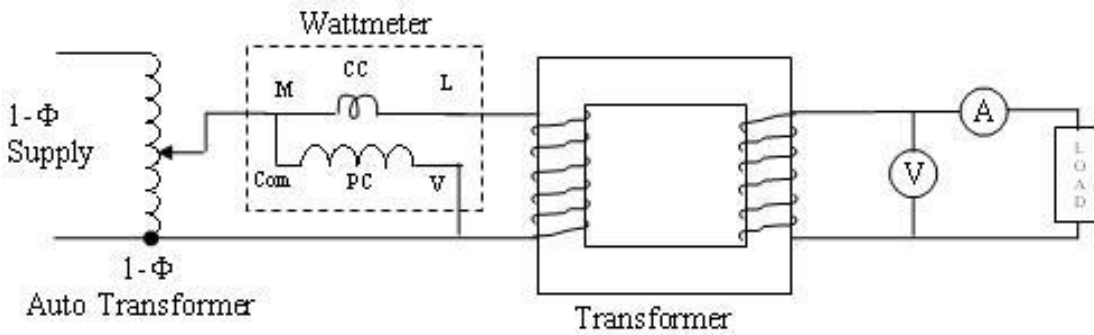 Wattmeter
M
CC
L
1-Φ
Supply
Com
PC
V
A
V
LOAD
1-Φ
Auto Transformer
Transformer